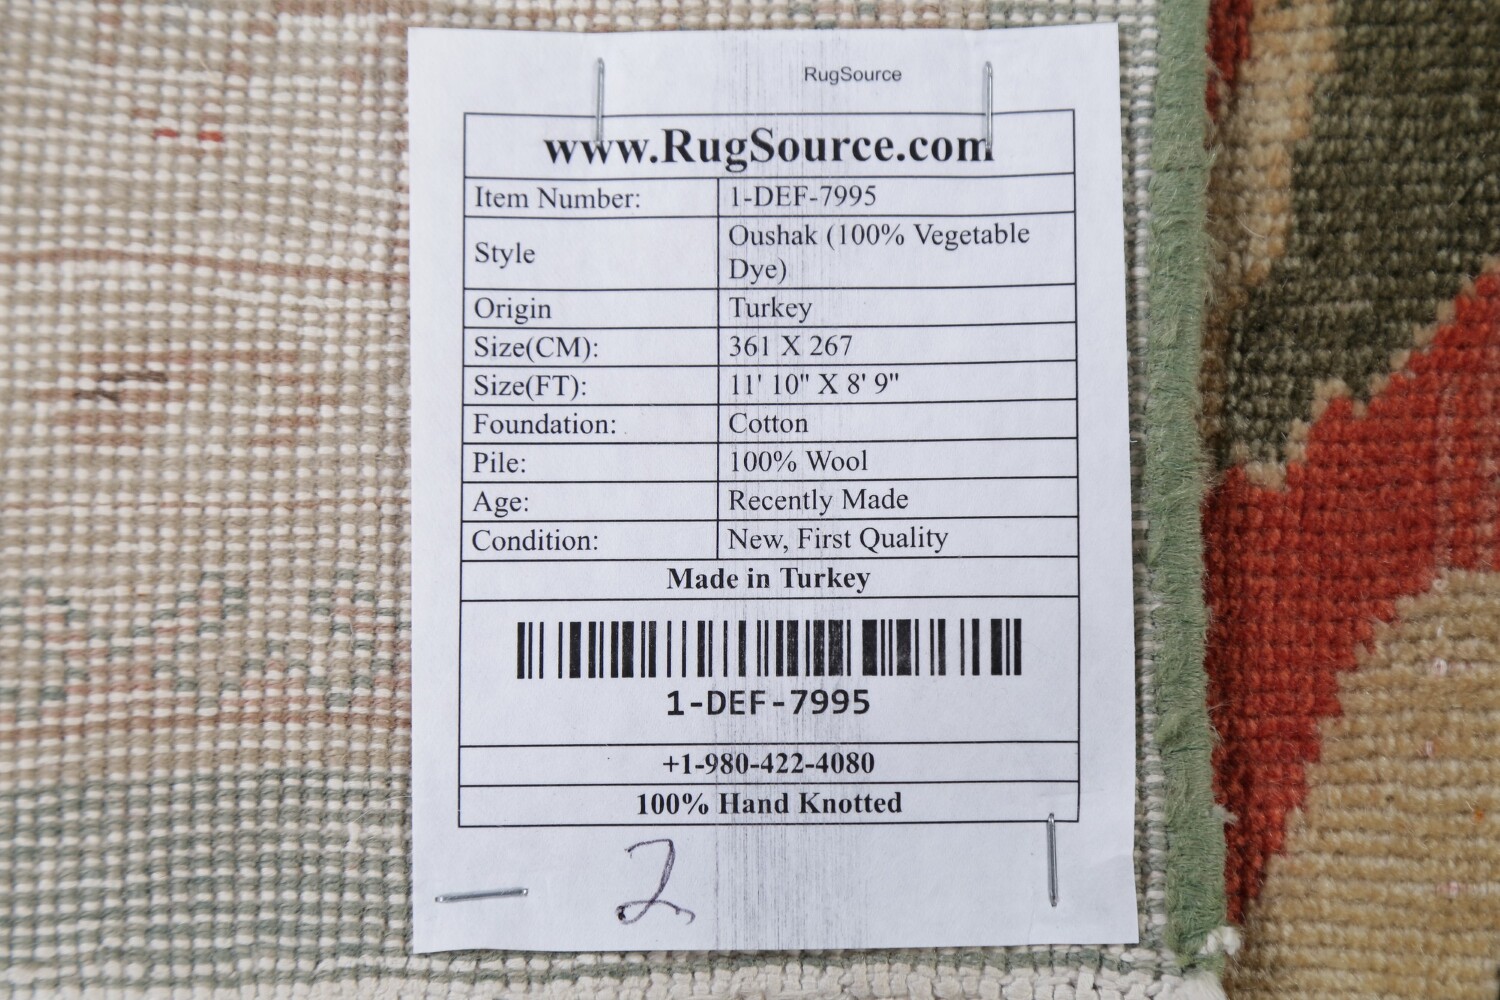 RugSource
www.RugSource.com
Item Number: 1-DEF-7995
Style Oushak (100% Vegetable
Dye)
Origin Turkey
Size(CM): 361 X 267
Size(FT): 11' 10" X 8' 9"
Foundation: Cotton
Pile: 100% Wool
Age: Recently Made
Condition: New, First Quality
Made in Turkey
1-DEF-7995
+1-980-422-4080
100% Hand Knotted
2